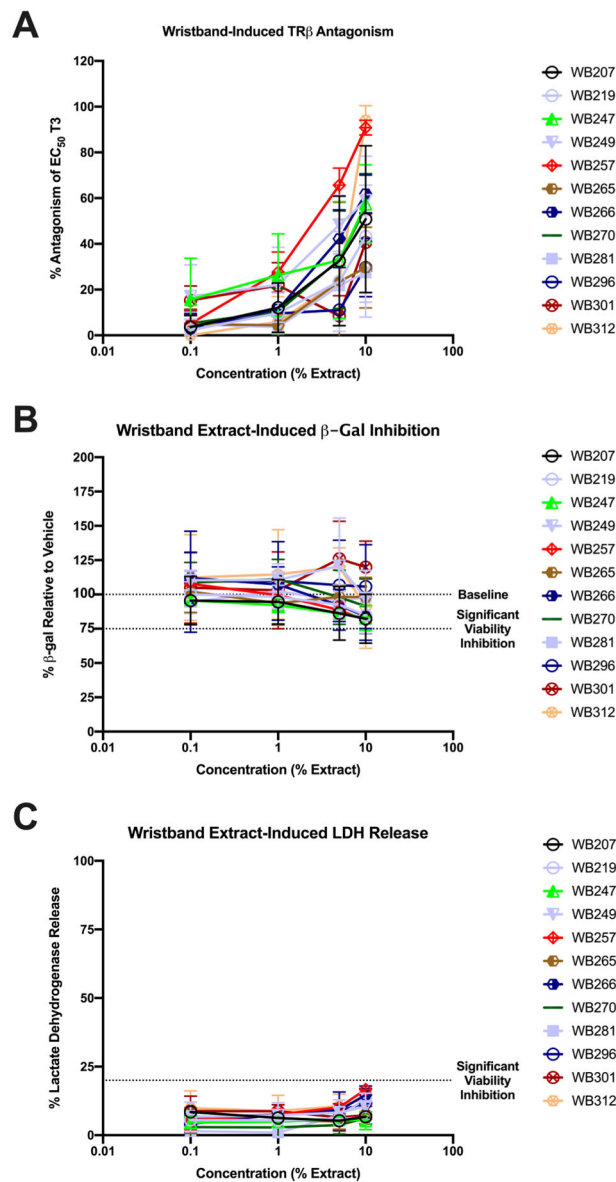 A
Wristband-Induced TRβ Antagonism
% Antagonism of EC50 T3
120
100
80
60
40
20
0
0.01
0.1
1
10
100
Concentration (% Extract)
WB207
WB219
WB247
WB249
WB257
WB265
WB266
WB270
WB281
WB296
WB301
WB312
B
Wristband Extract-Induced β-Gal Inhibition
% β-gal Relative to Vehicle
200
175
150
125
100
75
50
25
0
Baseline
Significant
Viability
Inhibition
0.01
0.1
1
10
100
Concentration (% Extract)
WB207
WB219
WB247
WB249
WB257
WB265
WB266
WB270
WB281
WB296
WB301
WB312
C
Wristband Extract-Induced LDH Release
% Lactate Dehydrogenase Release
100
75
50
25
0
Significant
Viability
Inhibition
0.01
0.1
1
10
100
Concentration (% Extract)
WB207
WB219
WB247
WB249
WB257
WB265
WB266
WB270
WB281
WB296
WB301
WB312